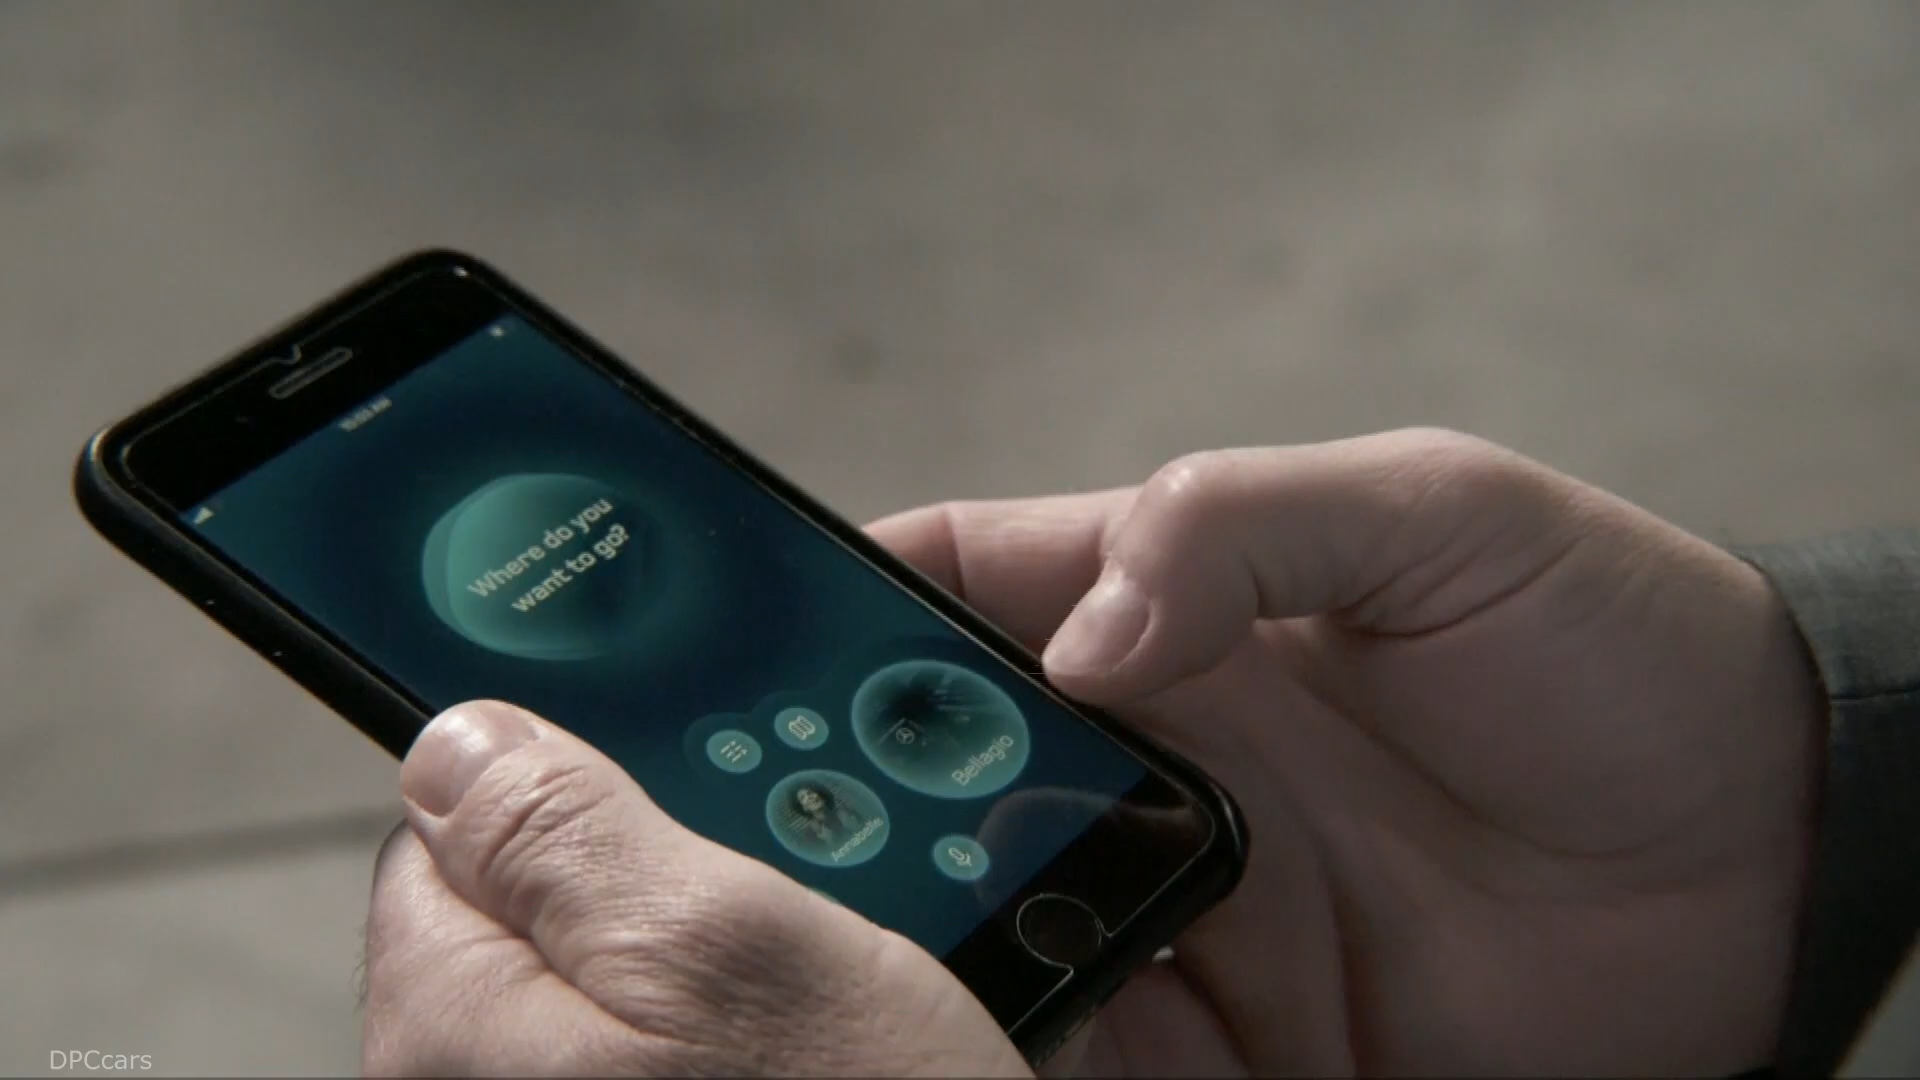 Where do you
want to go?
Bellagio
Annabelle
DPCcars